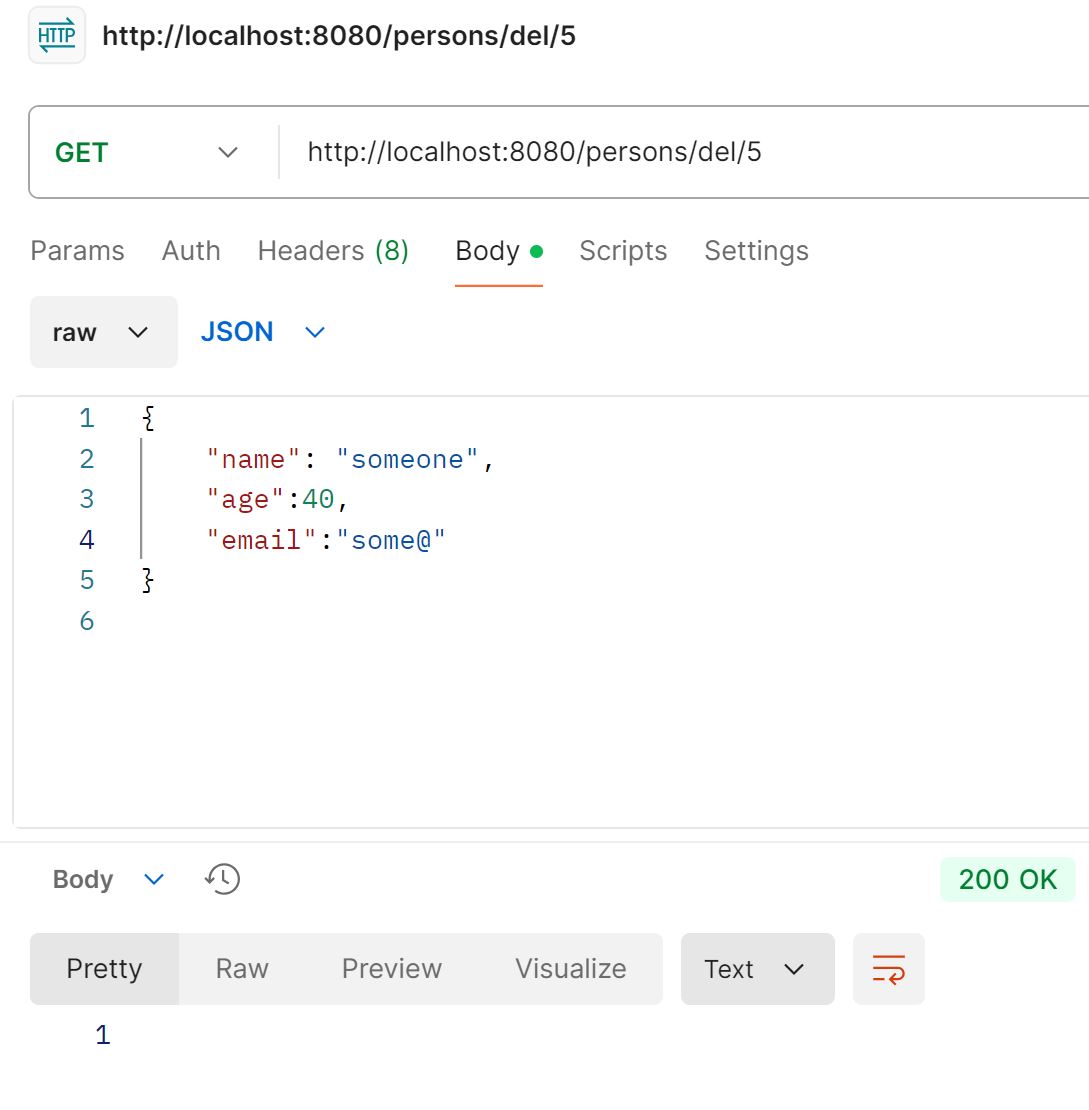 HTTP http://localhost:8080/persons/del/5
GET http://localhost:8080/persons/del/5
Params Auth Headers (8) Body Scripts Settings
raw JSON
1 {
2 "name": "someone",
3 "age":40,
4 "email":"some@"
5 }
6
Body 200 OK
Pretty Raw Preview Visualize Text
1